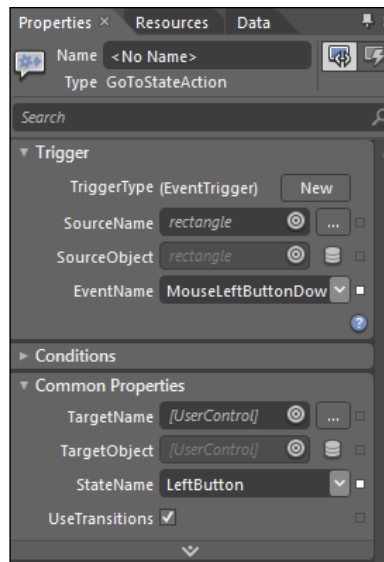 Properties × Resources Data
Name <No Name>
Type GoToStateAction
Search
Trigger
TriggerType (EventTrigger) New
SourceName rectangle ...
SourceObject rectangle
EventName MouseLeftButtonDow
?
Conditions
Common Properties
TargetName [UserControl] ...
TargetObject [UserControl]
StateName LeftButton
UseTransitions